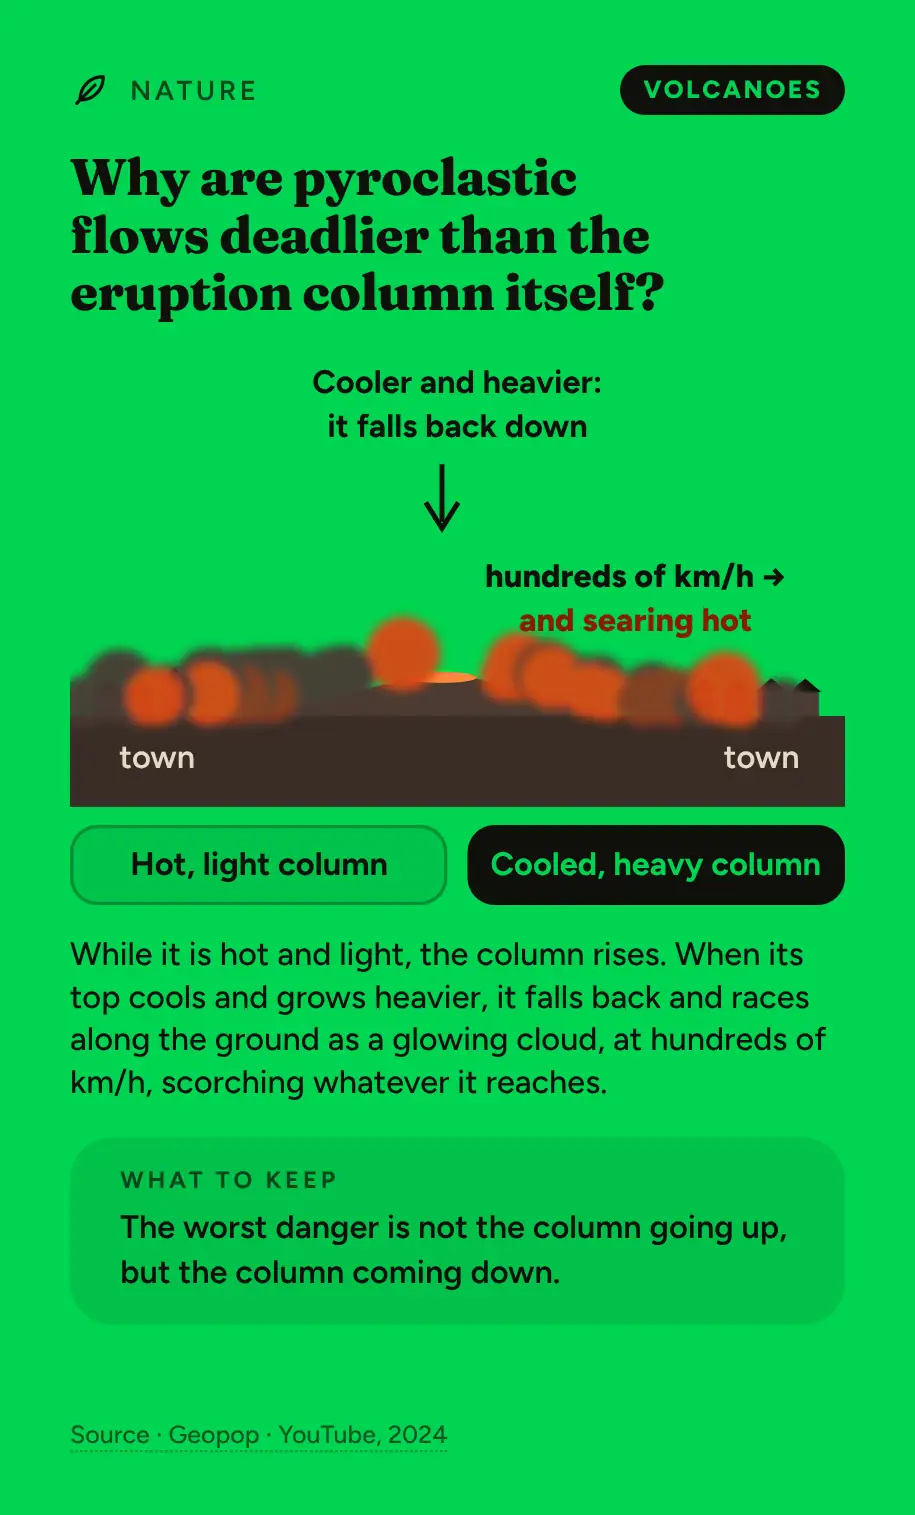 NATURE
VOLCANOES
Why are pyroclastic
flows deadlier than the
eruption column itself?
Cooler and heavier:
it falls back down
hundreds of km/h →
and searing hot
town
town
Hot, light column
Cooled, heavy column
While it is hot and light, the column rises. When its
top cools and grows heavier, it falls back and races
along the ground as a glowing cloud, at hundreds of
km/h, scorching whatever it reaches.
WHAT TO KEEP
The worst danger is not the column going up,
but the column coming down.
Source · Geopop · YouTube, 2024